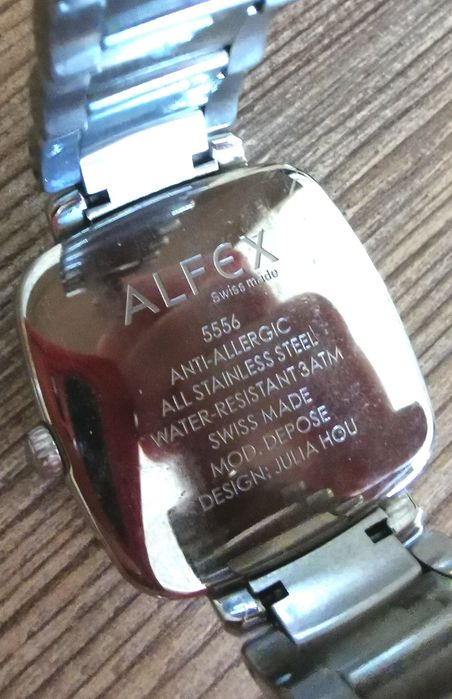 ALFEX
Swiss made
5556
ANTI-ALLERGIC
ALL STAINLESS STEEL
WATER-RESISTANT 3ATM
SWISS MADE
MOD. DEPOSE
DESIGN: JULIA HOU